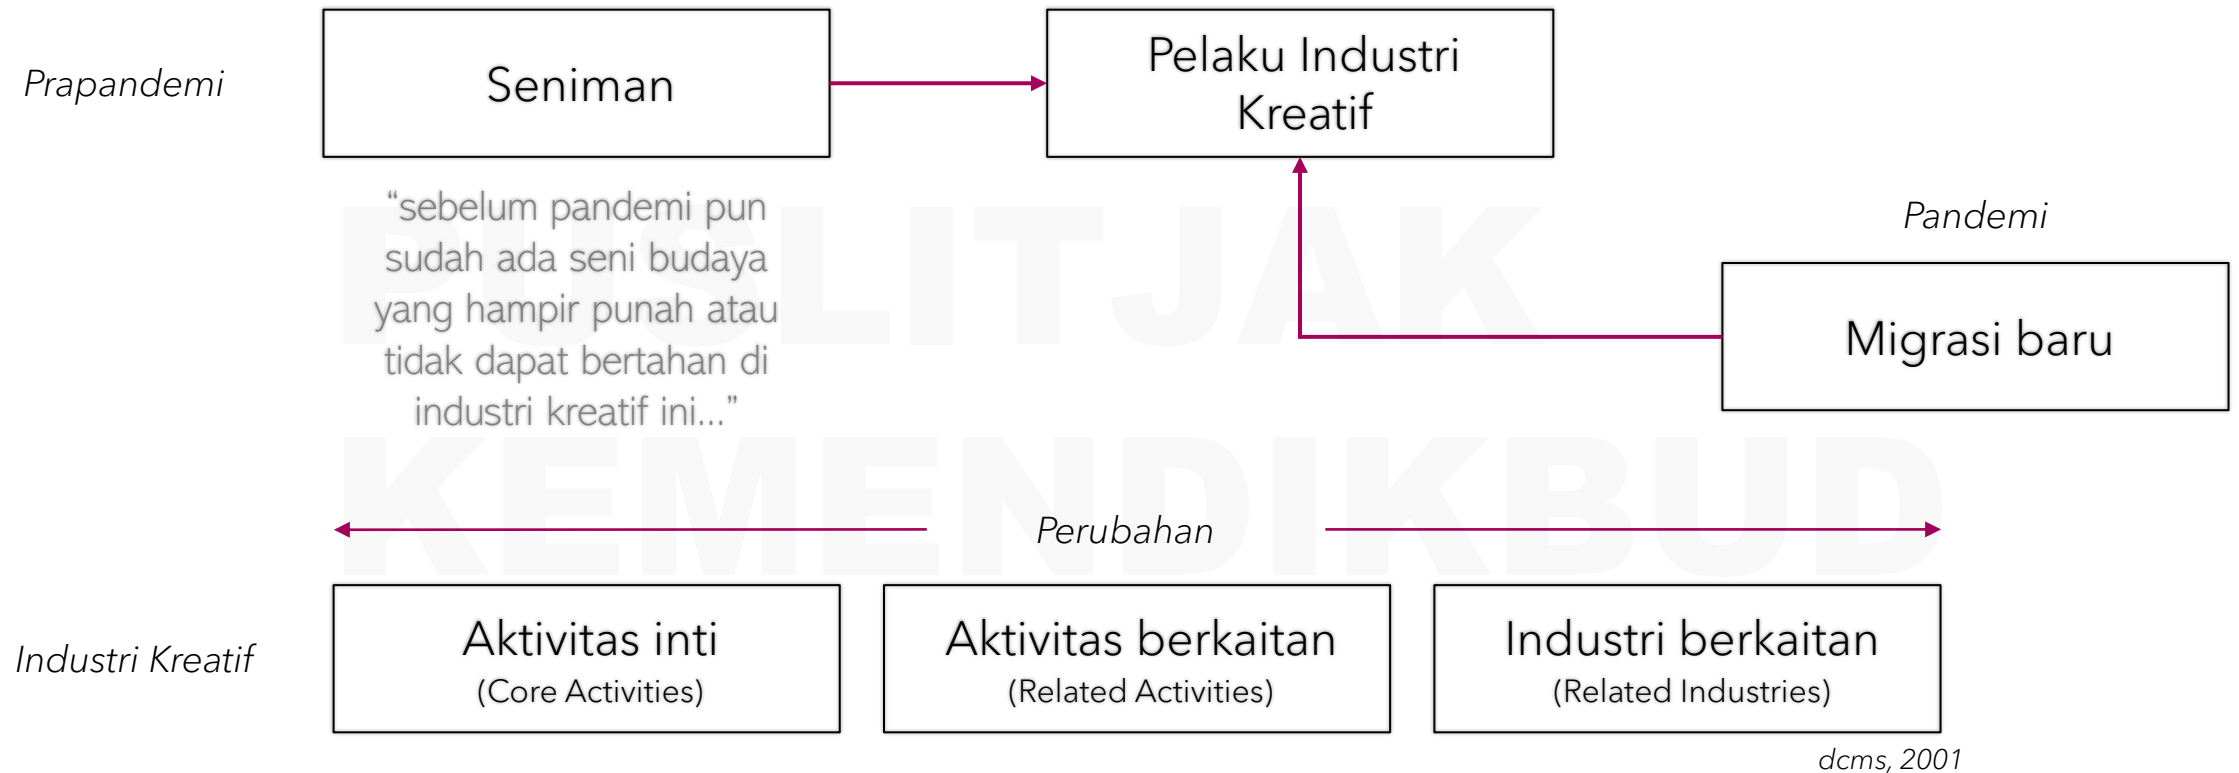 Prapandemi
Seniman
Pelaku Industri
Kreatif
“sebelum pandemi pun
sudah ada seni budaya
yang hampir punah atau
tidak dapat bertahan di
industri kreatif ini...”
Pandemi
Migrasi baru
PUSLITJAK
KEMENDIKBUD
Perubahan
Industri Kreatif
Aktivitas inti
(Core Activities)
Aktivitas berkaitan
(Related Activities)
Industri berkaitan
(Related Industries)
dcms, 2001